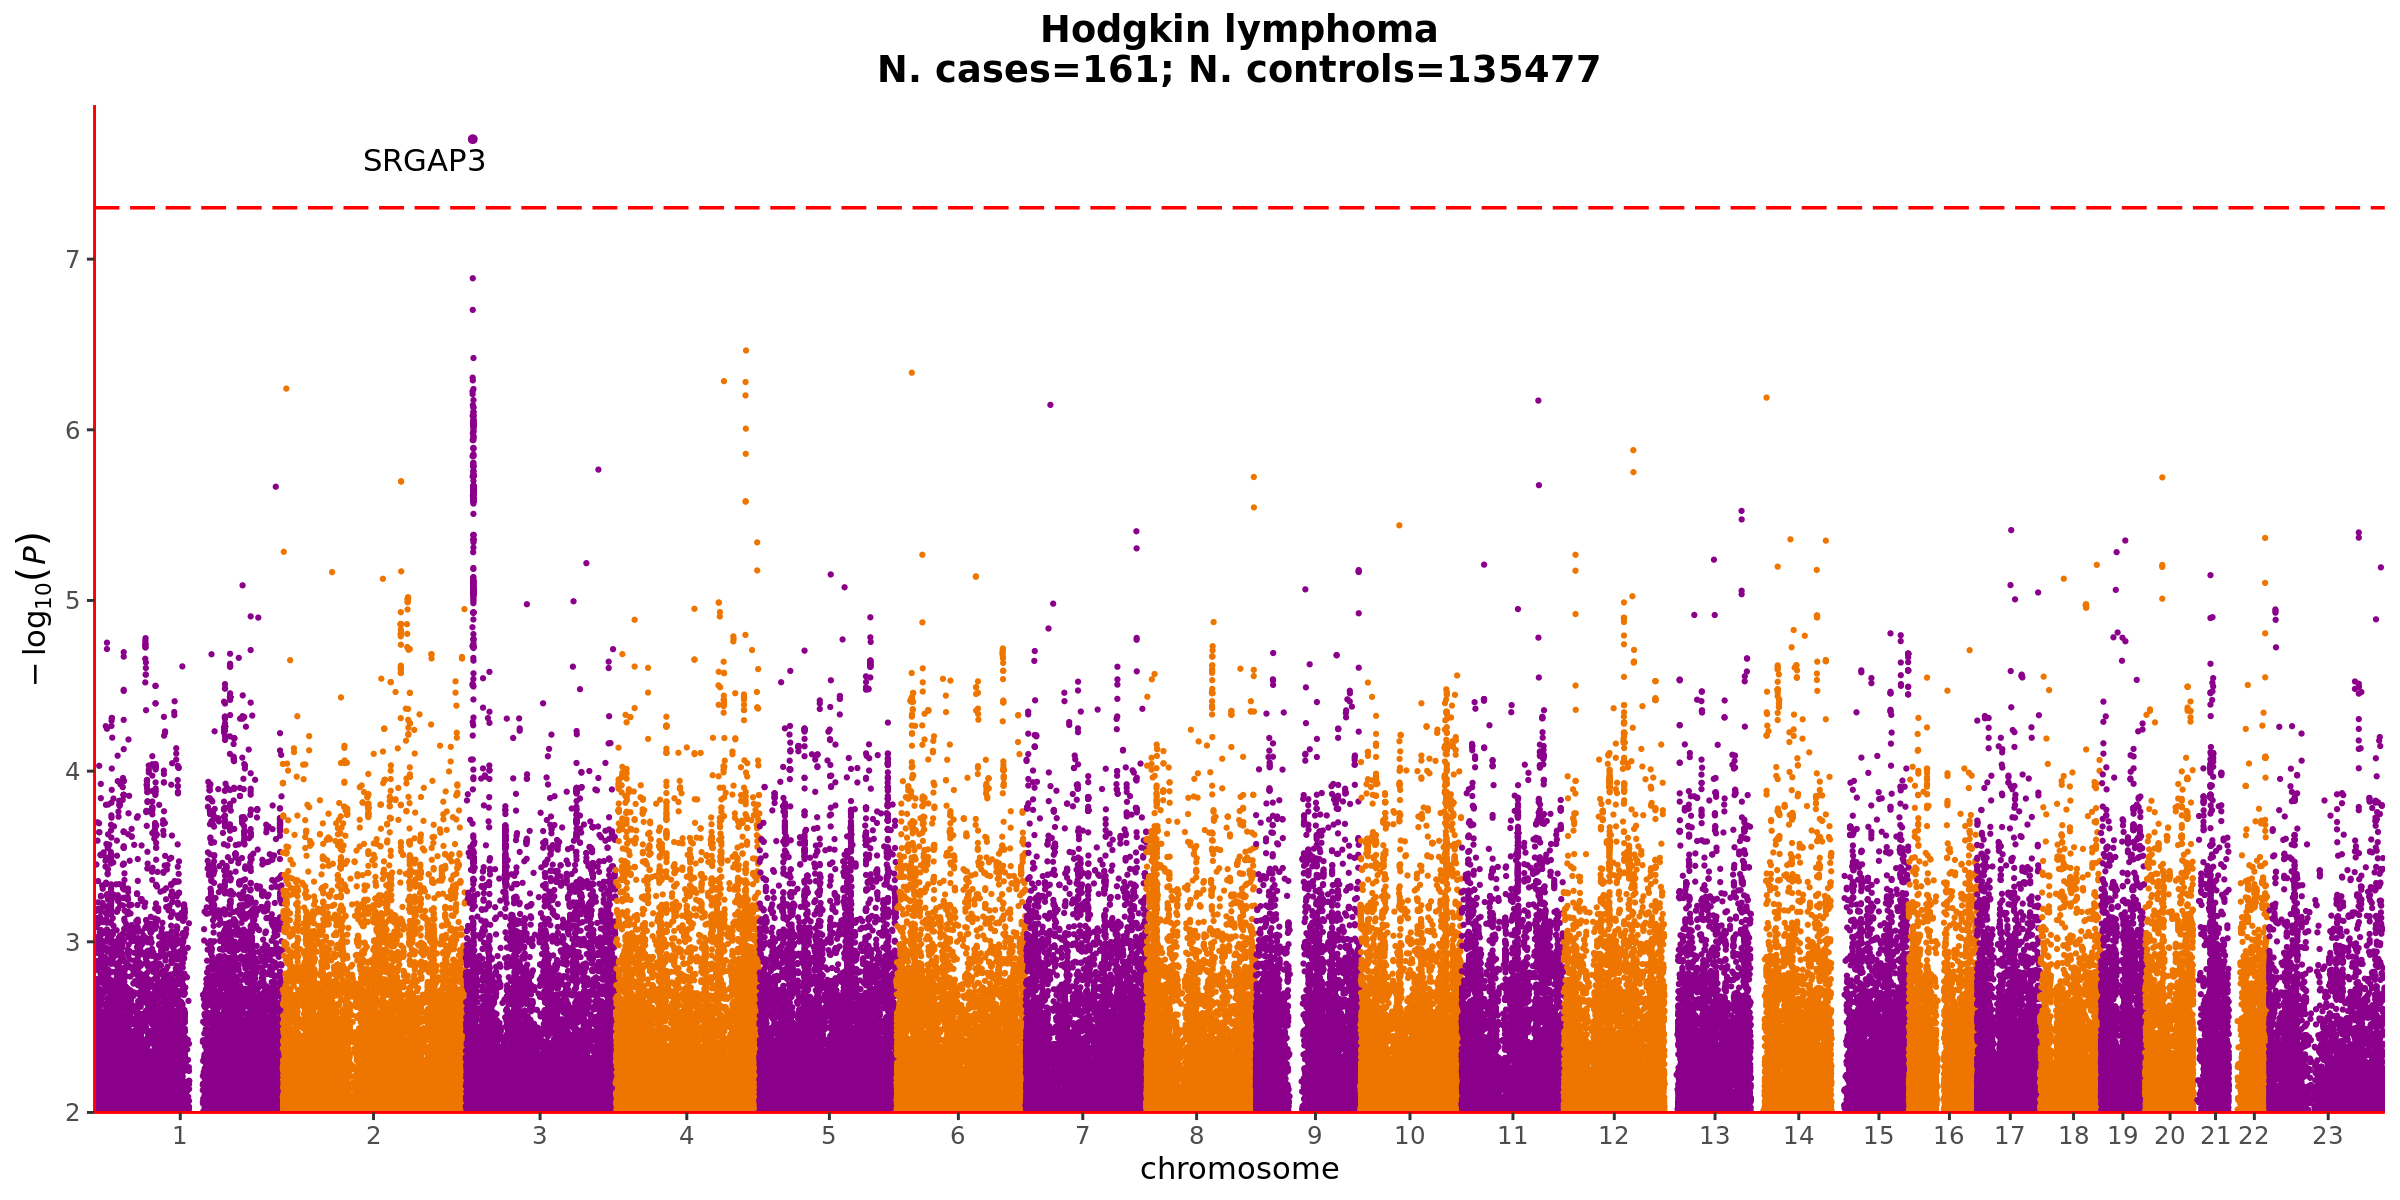 Hodgkin lymphoma
N. cases=161; N. controls=135477
SRGAP3
7
6
5
4
3
2
−log₁₀(P)
1 2 3 4 5 6 7 8 9 10 11 12 13 14 15 16 17 18 19 20 21 22 23
chromosome